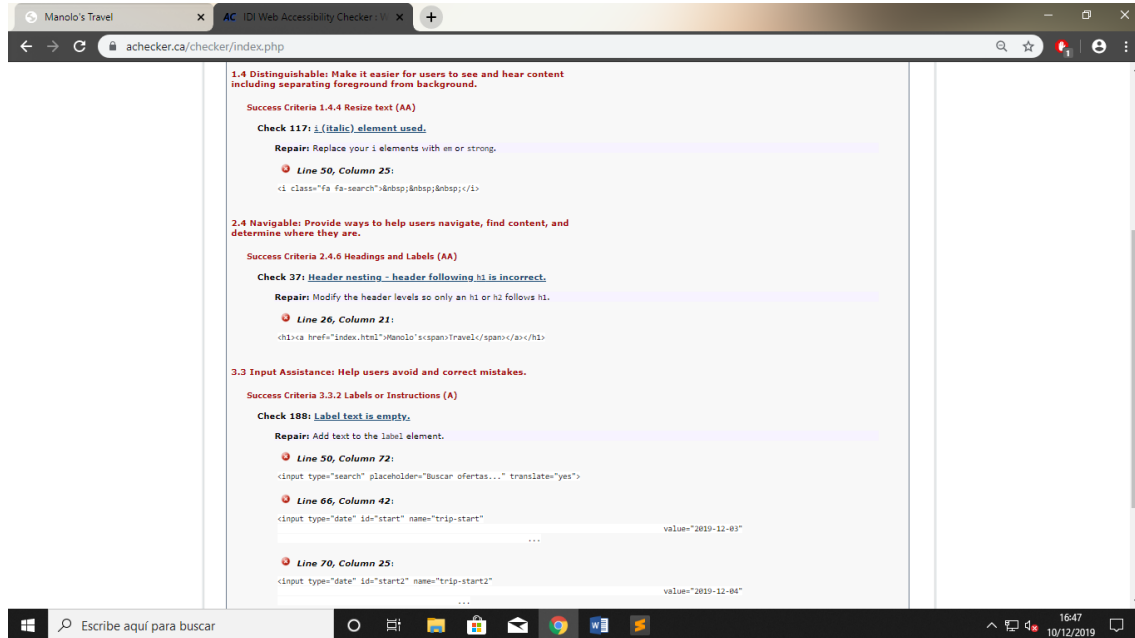 Manolo's Travel
AC IDI Web Accessibility Checker : W
achecker.ca/checker/index.php
1.4 Distinguishable: Make it easier for users to see and hear content
including separating foreground from background.
Success Criteria 1.4.4 Resize text (AA)
Check 117: i (italic) element used.
Repair: Replace your i elements with em or strong.
Line 50, Column 25:
<i class="fa fa-search">&nbsp;&nbsp;&nbsp;</i>
2.4 Navigable: Provide ways to help users navigate, find content, and
determine where they are.
Success Criteria 2.4.6 Headings and Labels (AA)
Check 37: Header nesting - header following h1 is incorrect.
Repair: Modify the header levels so only an h1 or h2 follows h1.
Line 26, Column 21:
<h1><a href="index.html">Manolo's<span>Travel</span></a></h1>
3.3 Input Assistance: Help users avoid and correct mistakes.
Success Criteria 3.3.2 Labels or Instructions (A)
Check 188: Label text is empty.
Repair: Add text to the label element.
Line 50, Column 72:
<input type="search" placeholder="Buscar ofertas..." translate="yes">
Line 66, Column 42:
<input type="date" id="start" name="trip-start"
value="2019-12-03"
...
Line 70, Column 25:
<input type="date" id="start2" name="trip-start2"
value="2019-12-04"
...
Escribe aquí para buscar
16:47
10/12/2019